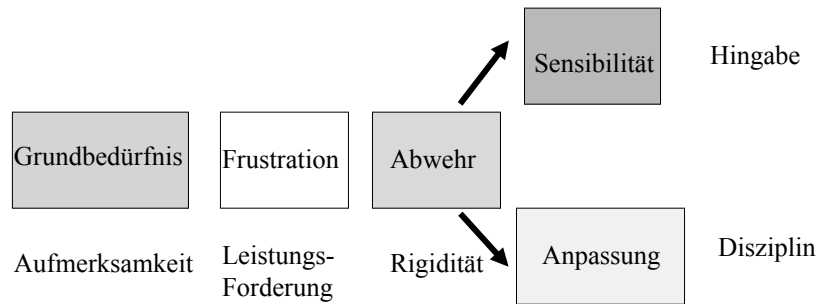 Sensibilität
Hingabe
Grundbedürfnis
Frustration
Abwehr
Aufmerksamkeit
Leistungs-
Forderung
Rigidität
Anpassung
Disziplin